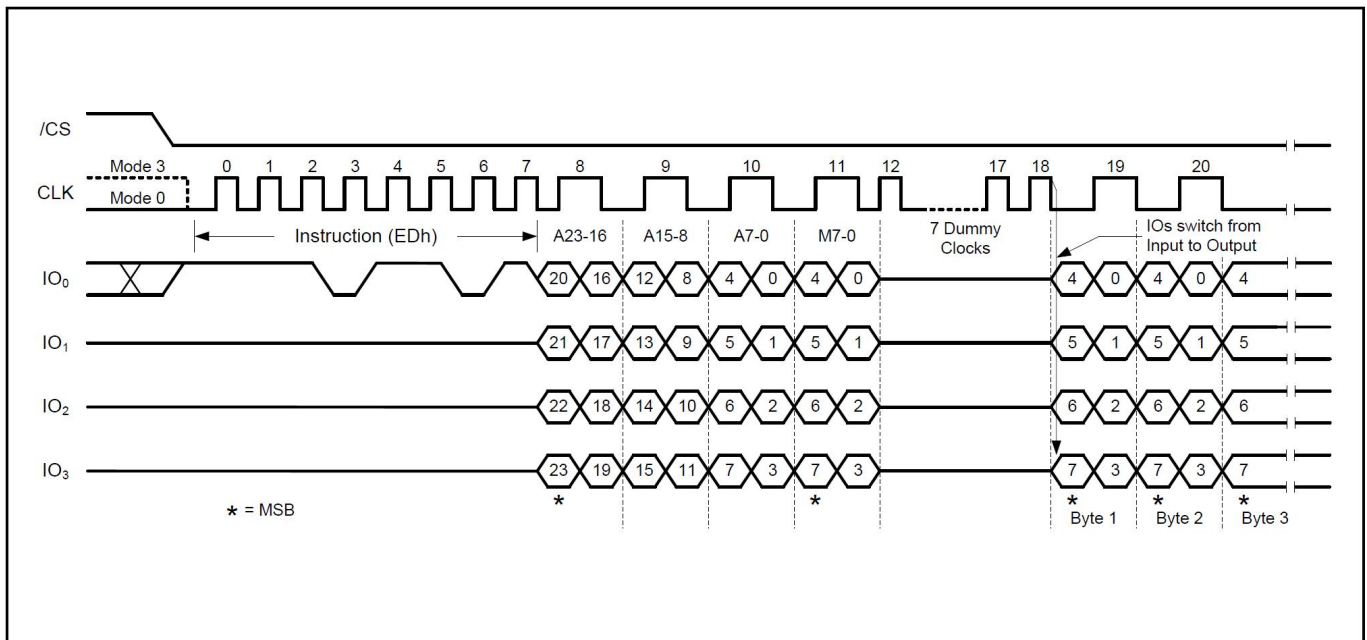 /CS
Mode 3 0 1 2 3 4 5 6 7 8 9 10 11 12 17 18 19 20
CLK
Mode 0
Instruction (EDh) A23-16 A15-8 A7-0 M7-0 7 Dummy Clocks IOs switch from Input to Output
IO₀ 20 16 12 8 4 0 4 0 4 0 4 0 4
IO₁ 21 17 13 9 5 1 5 1 5 1 5 1 5
IO₂ 22 18 14 10 6 2 6 2 6 2 6 2 6
IO₃ 23 19 15 11 7 3 7 3 7 3 7 3 7
* * * * *
* = MSB Byte 1 Byte 2 Byte 3